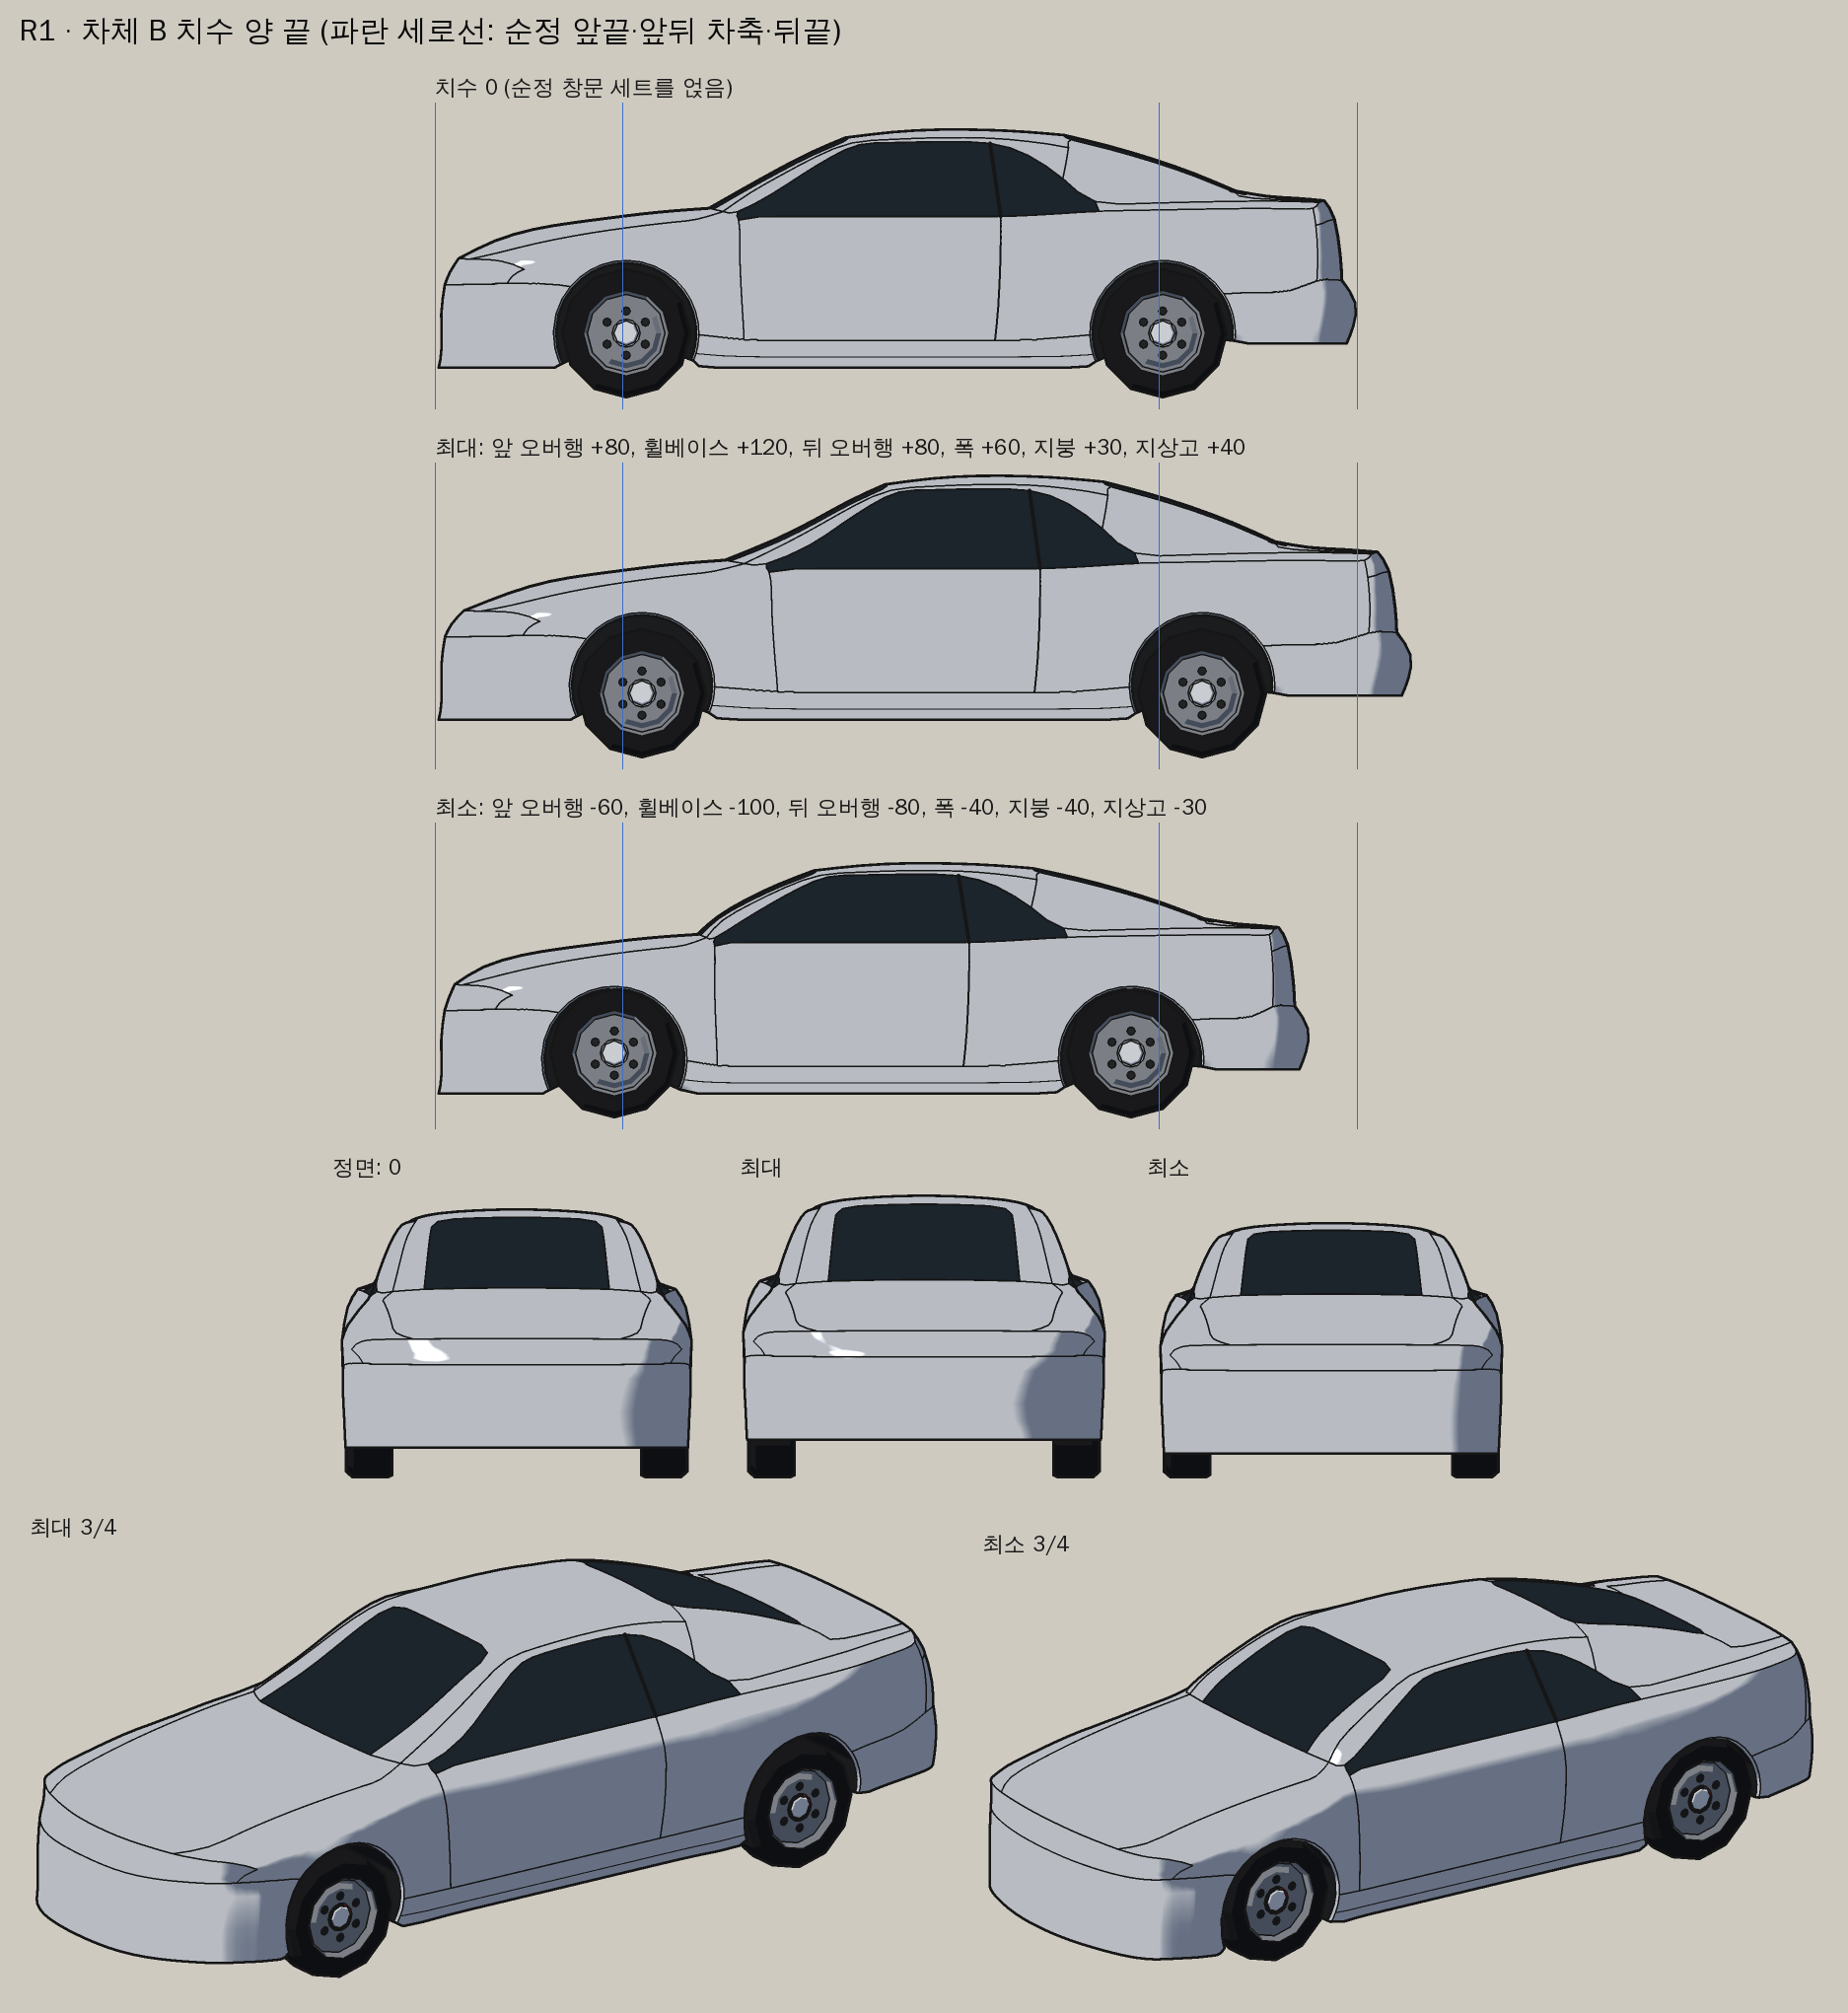 R1 · 차체 B 치수 양 끝 (파란 세로선: 순정 앞끝·앞뒤 차축·뒤끝)
치수 0 (순정 창문 세트를 얹음)
최대: 앞 오버행 +80, 휠베이스 +120, 뒤 오버행 +80, 폭 +60, 지붕 +30, 지상고 +40
최소: 앞 오버행 -60, 휠베이스 -100, 뒤 오버행 -80, 폭 -40, 지붕 -40, 지상고 -30
정면: 0
최대
최소
최대 3/4
최소 3/4